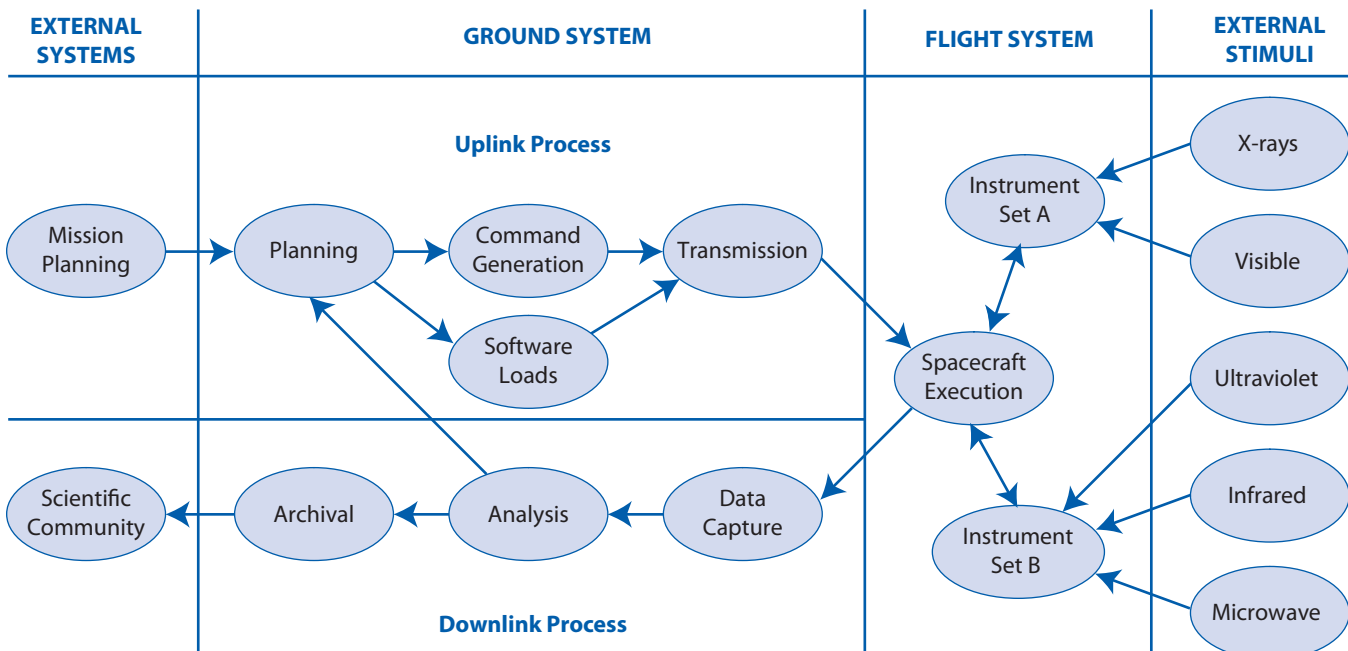 EXTERNAL
SYSTEMS
GROUND SYSTEM
FLIGHT SYSTEM
EXTERNAL
STIMULI
Uplink Process
Mission
Planning
Planning
Command
Generation
Transmission
Software
Loads
Instrument
Set A
Spacecraft
Execution
X-rays
Visible
Ultraviolet
Scientific
Community
Archival
Analysis
Data
Capture
Instrument
Set B
Infrared
Microwave
Downlink Process